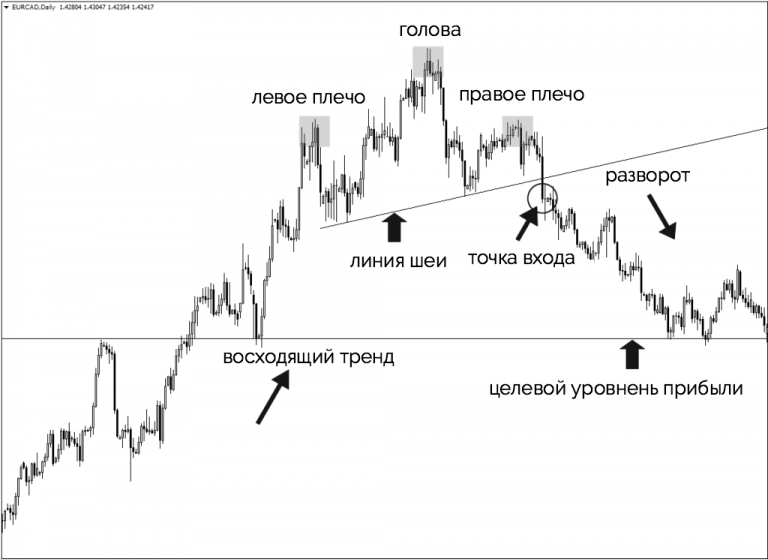 EURCAD.Daily 1.42804 1.43047 1.42354 1.42417
голова
левое плечо
правое плечо
разворот
точка входа
линия шеи
восходящий тренд
целевой уровнень прибыли